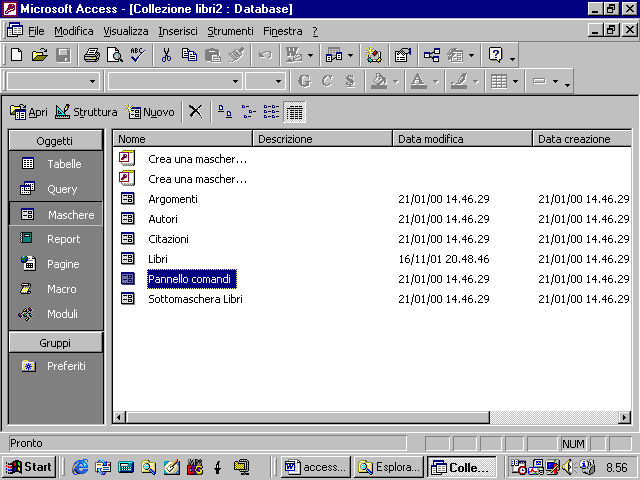 Microsoft Access - [Collezione libri2 : Database]
File Modifica Visualizza Inserisci Strumenti Finestra ?
G C S
Apri Struttura Nuovo
Oggetti
Tabelle
Query
Maschere
Report
Pagine
Macro
Moduli
Gruppi
Preferiti
Nome Descrizione Data modifica Data creazione
Crea una mascher...
Crea una mascher...
Argomenti 21/01/00 14.46.29 21/01/00 14.46.29
Autori 21/01/00 14.46.29 21/01/00 14.46.29
Citazioni 21/01/00 14.46.29 21/01/00 14.46.29
Libri 16/11/01 20.48.46 21/01/00 14.46.29
Pannello comandi 21/01/00 14.46.29 21/01/00 14.46.29
Sottomaschera Libri 21/01/00 14.46.29 21/01/00 14.46.29
Pronto NUM
Start access... Esplora... Colle... 8.56